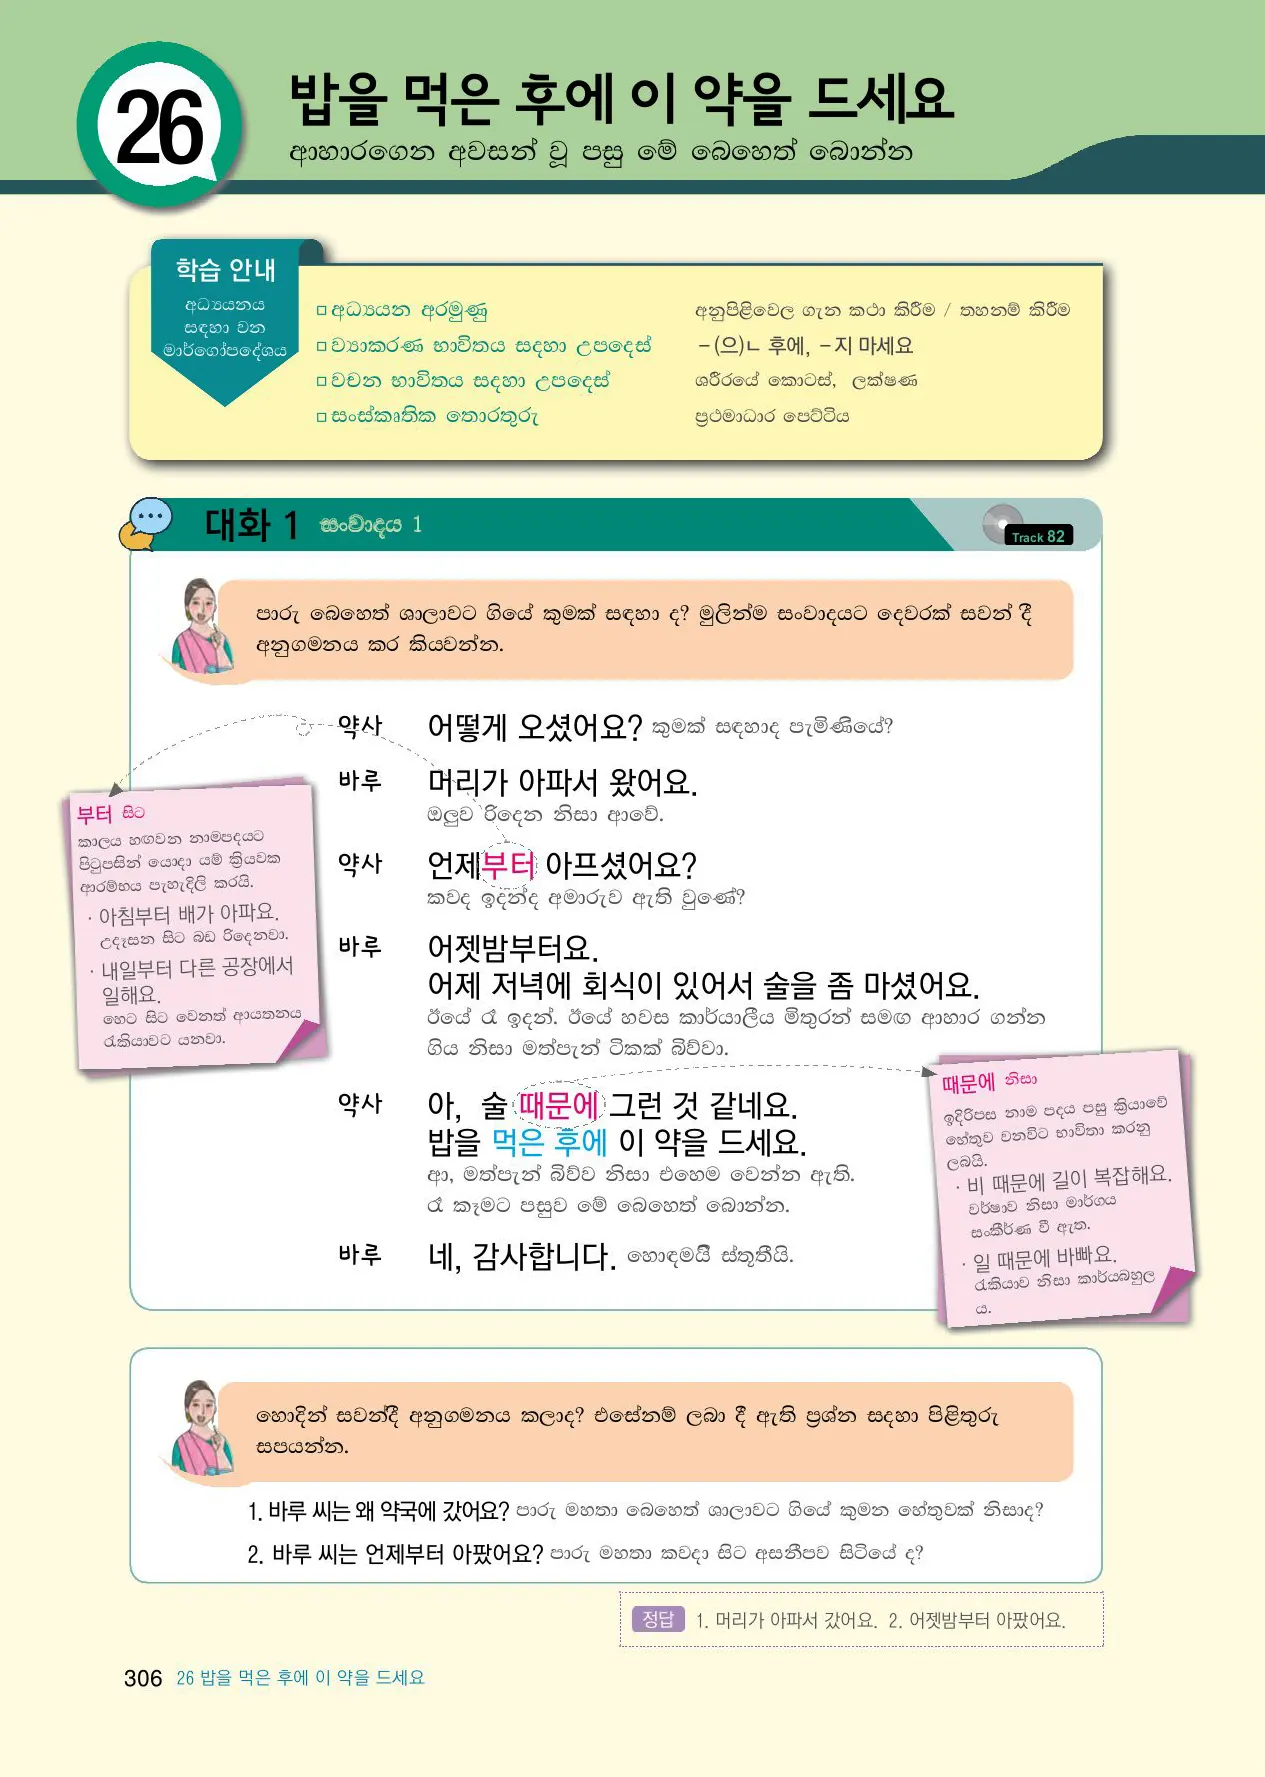 26
밥을 먹은 후에 이 약을 드세요
ආහාරගෙන අවසන් වූ පසු මේ බෙහෙත් බොන්න
학습 안내
අධ්‍යයනය
සඳහා වන
මාර්ගෝපදේශය
□ අධ්‍යයන අරමුණු
අනුපිළිවෙල ගැන කථා කිරීම / තහනම් කිරීම
□ ව්‍යාකරණ භාවිතය සඳහා උපදෙස්
-(으)ㄴ 후에, -지 마세요
□ වචන භාවිතය සඳහා උපදෙස්
ශරීරයේ කොටස්, ලක්ෂණ
□ සංස්කෘතික තොරතුරු
ප්‍රථමාධාර පෙට්ටිය
대화 1 සංවාදය 1
Track 82
පාරු බෙහෙත් ශාලාවට ගියේ කුමක් සඳහා ද? මුලින්ම සංවාදයට දෙවරක් සවන් දී
අනුගමනය කර කියවන්න.
약사 어떻게 오셨어요? කුමක් සඳහාද පැමිණියේ?
바루 머리가 아파서 왔어요.
ඔලුව රිදෙන නිසා ආවේ.
약사 언제부터 아프셨어요?
කවද ඉදන්ද අමාරුව ඇති වුණේ?
바루 어젯밤부터요.
어제 저녁에 회식이 있어서 술을 좀 마셨어요.
ඊයේ රෑ ඉදන්. ඊයේ හවස කාර්යාලීය මිතුරන් සමඟ ආහාර ගන්න
ගිය නිසා මත්පැන් ටිකක් බිව්වා.
약사 아, 술 때문에 그런 것 같네요.
밥을 먹은 후에 이 약을 드세요.
ආ, මත්පැන් බිව්ව නිසා එහෙම වෙන්න ඇති.
රෑ කෑමට පසුව මේ බෙහෙත් බොන්න.
바루 네, 감사합니다. හොඳමයි ස්තූතියි.
부터 සිට
කාලය හඟවන නාමපදයට
පිටුපසින් යොදා යම් ක්‍රියාවක
ආරම්භය පැහැදිලි කරයි.
· 아침부터 배가 아파요.
උදෑසන සිට බඩ රිදෙනවා.
· 내일부터 다른 공장에서
일해요.
හෙට සිට වෙනත් ආයතනය
රැකියාවට යනවා.
때문에 නිසා
ඉදිරිපස නාම පදය පසු ක්‍රියාවේ
හේතුව වනවිට භාවිතා කරනු
ලබයි.
· 비 때문에 길이 복잡해요.
වර්ෂාව නිසා මාර්ගය
සංකීර්ණ වී ඇත.
· 일 때문에 바빠요.
රැකියාව නිසා කාර්යබහුල
ය.
හොදින් සවන්දී අනුගමනය කලාද? එසේනම් ලබා දී ඇති ප්‍රශ්න සඳහා පිළිතුරු
සපයන්න.
1. 바루 씨는 왜 약국에 갔어요? පාරු මහතා බෙහෙත් ශාලාවට ගියේ කුමන හේතුවක් නිසාද?
2. 바루 씨는 언제부터 아팠어요? පාරු මහතා කවදා සිට අසනීපව සිටියේ ද?
정답 1. 머리가 아파서 갔어요. 2. 어젯밤부터 아팠어요.
306 26 밥을 먹은 후에 이 약을 드세요